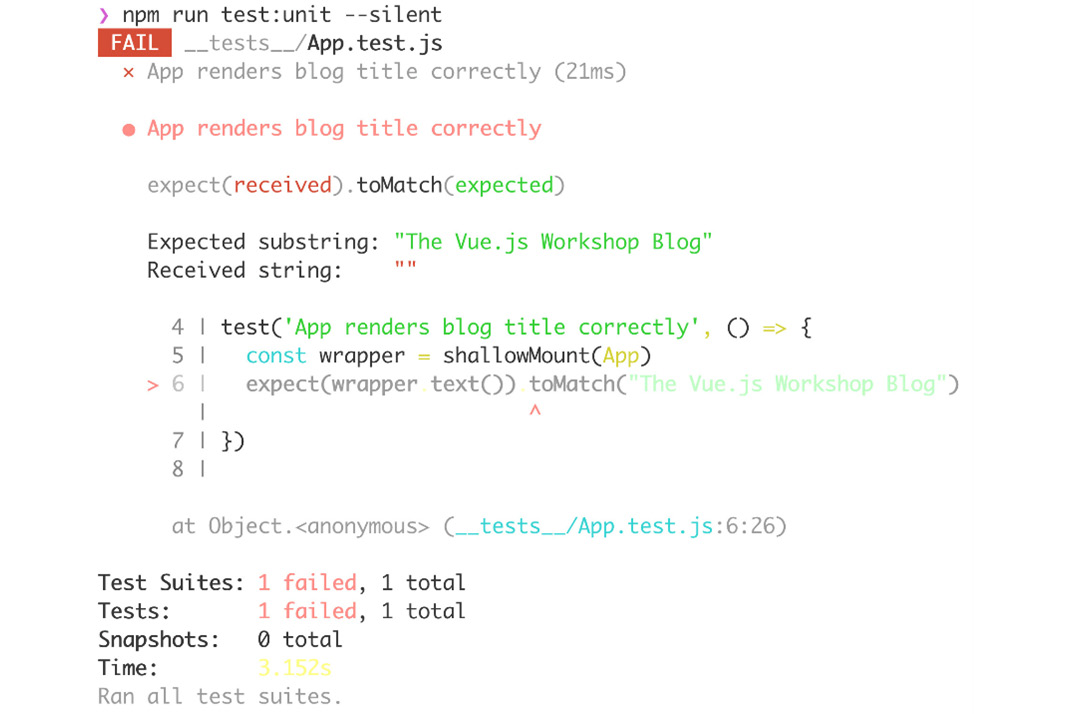 ❯ npm run test:unit --silent
FAIL __tests__/App.test.js
× App renders blog title correctly (21ms)
● App renders blog title correctly
expect(received).toMatch(expected)
Expected substring: "The Vue.js Workshop Blog"
Received string: ""
4 | test('App renders blog title correctly', () => {
5 | const wrapper = shallowMount(App)
> 6 | expect(wrapper.text()).toMatch("The Vue.js Workshop Blog")
| ^
7 | })
8 |
at Object.<anonymous> (__tests__/App.test.js:6:26)
Test Suites: 1 failed, 1 total
Tests: 1 failed, 1 total
Snapshots: 0 total
Time: 3.152s
Ran all test suites.